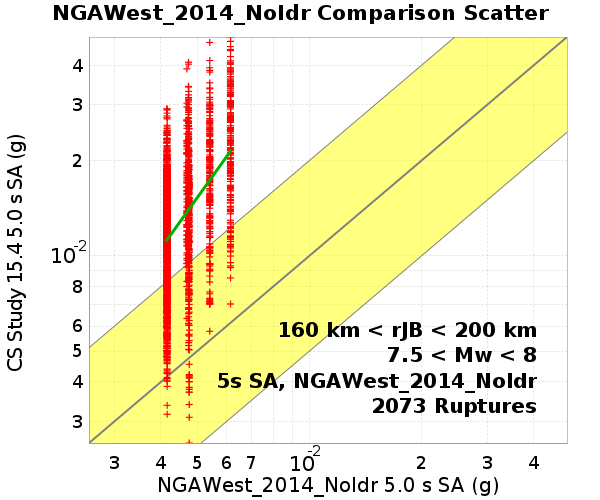 NGAWest_2014_NoIdr Comparison Scatter
CS Study 15.4 5.0 s SA (g)
4
3
2
10-2
8
6
5
4
3
160 km < rJB < 200 km
7.5 < Mw < 8
5s SA, NGAWest_2014_NoIdr
2073 Ruptures
3 4 5 6 7 10-2 2 3 4
NGAWest_2014_NoIdr 5.0 s SA (g)